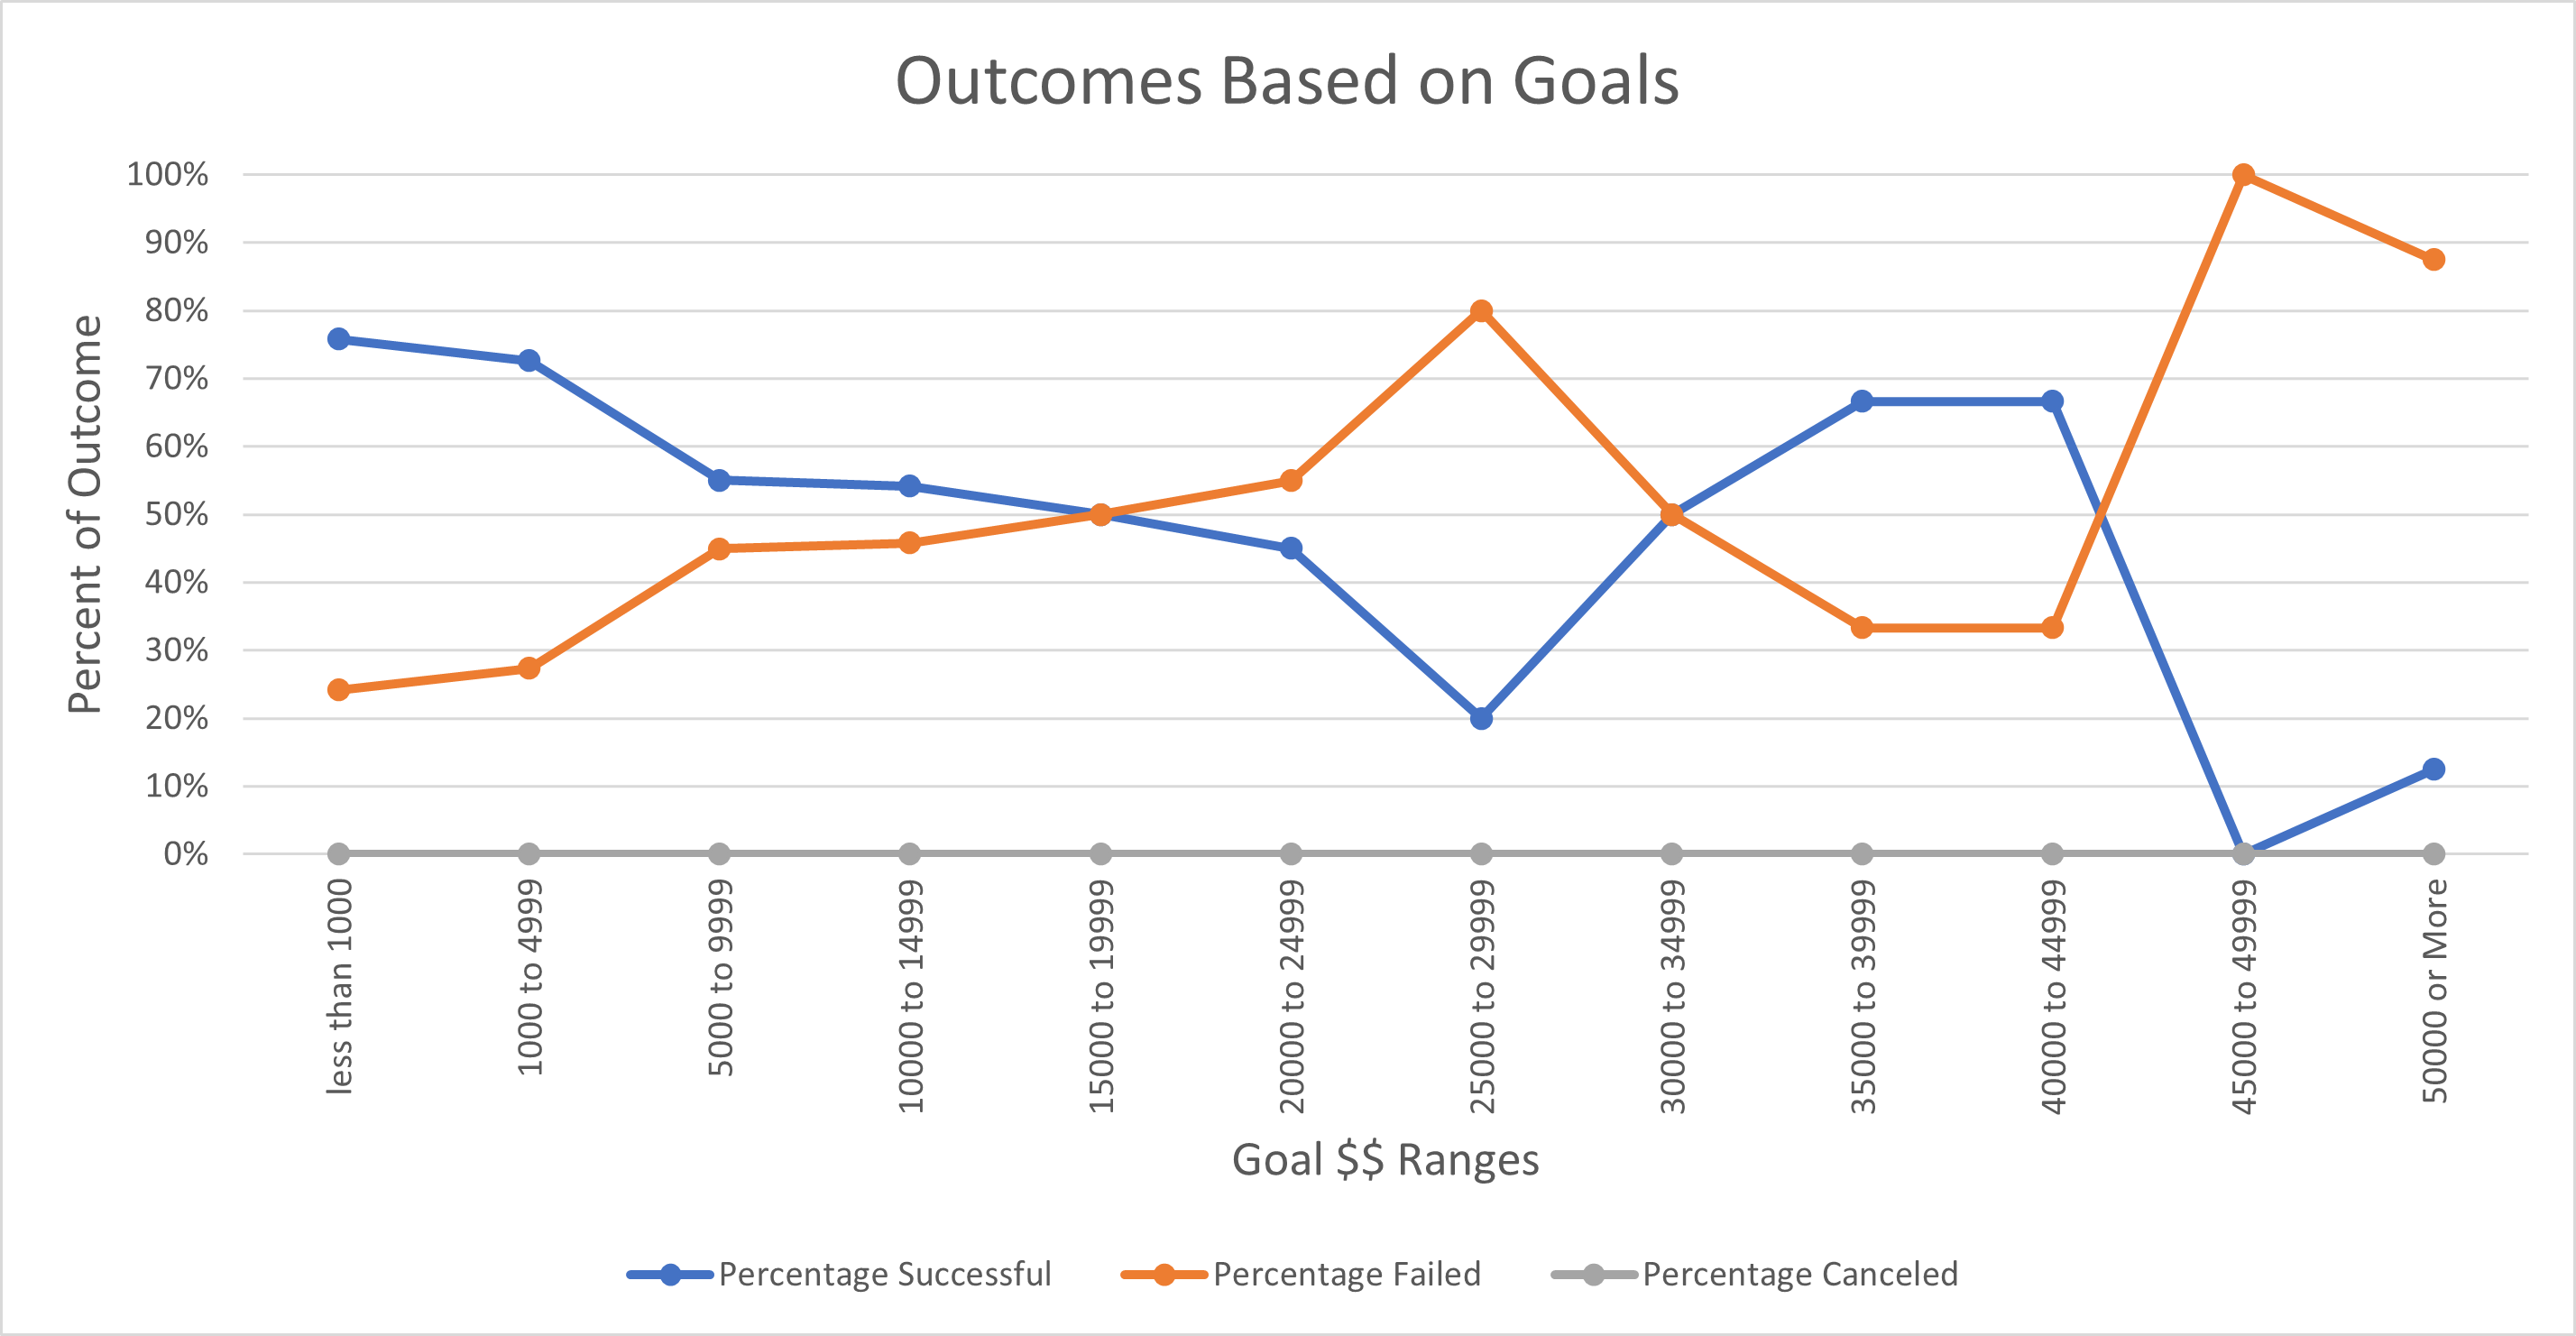 Outcomes Based on Goals
Percent of Outcome
100%
90%
80%
70%
60%
50%
40%
30%
20%
10%
0%
less than 1000
1000 to 4999
5000 to 9999
10000 to 14999
15000 to 19999
20000 to 24999
25000 to 29999
30000 to 34999
35000 to 39999
40000 to 44999
45000 to 49999
50000 or More
Goal $$ Ranges
Percentage Successful
Percentage Failed
Percentage Canceled